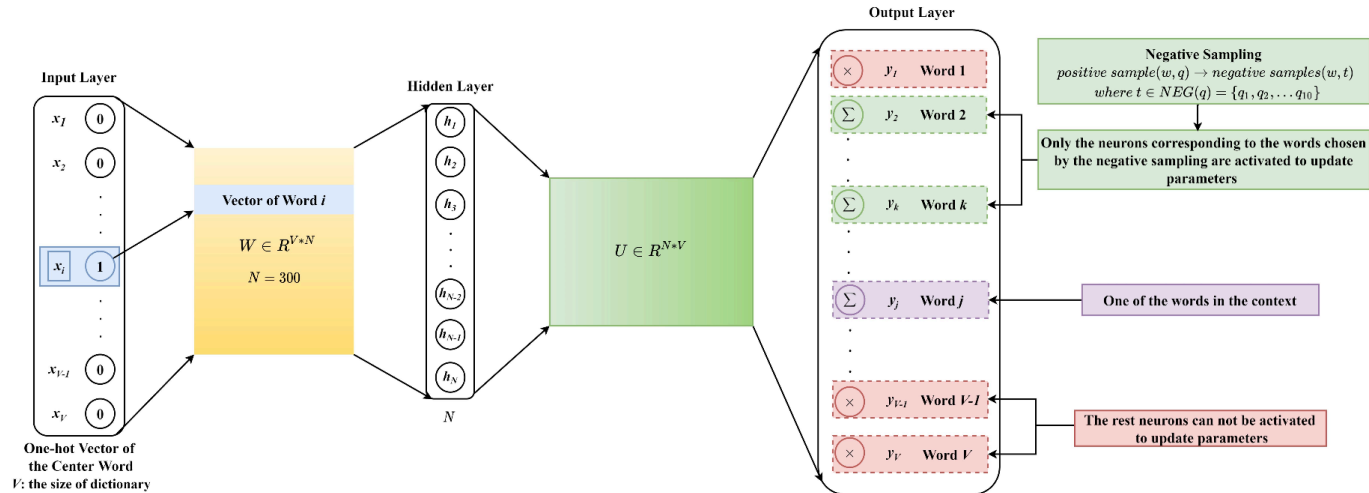 Input Layer
x1 0
x2 0
xi 1
xV-1 0
xV 0
One-hot Vector of
the Center Word
V: the size of dictionary
Vector of Word i
W ∈ R^{V*N}
N = 300
Hidden Layer
h1
h2
h3
hN-2
hN-1
hN
N
U ∈ R^{N*V}
Output Layer
× y1 Word 1
∑ y2 Word 2
∑ yk Word k
∑ yj Word j
× yV-1 Word V-1
× yV Word V
Negative Sampling
positive sample(w, q) → negative samples(w, t)
where t ∈ NEG(q) = {q1, q2, … q10}
Only the neurons corresponding to the words chosen
by the negative sampling are activated to update
parameters
One of the words in the context
The rest neurons can not be activated
to update parameters